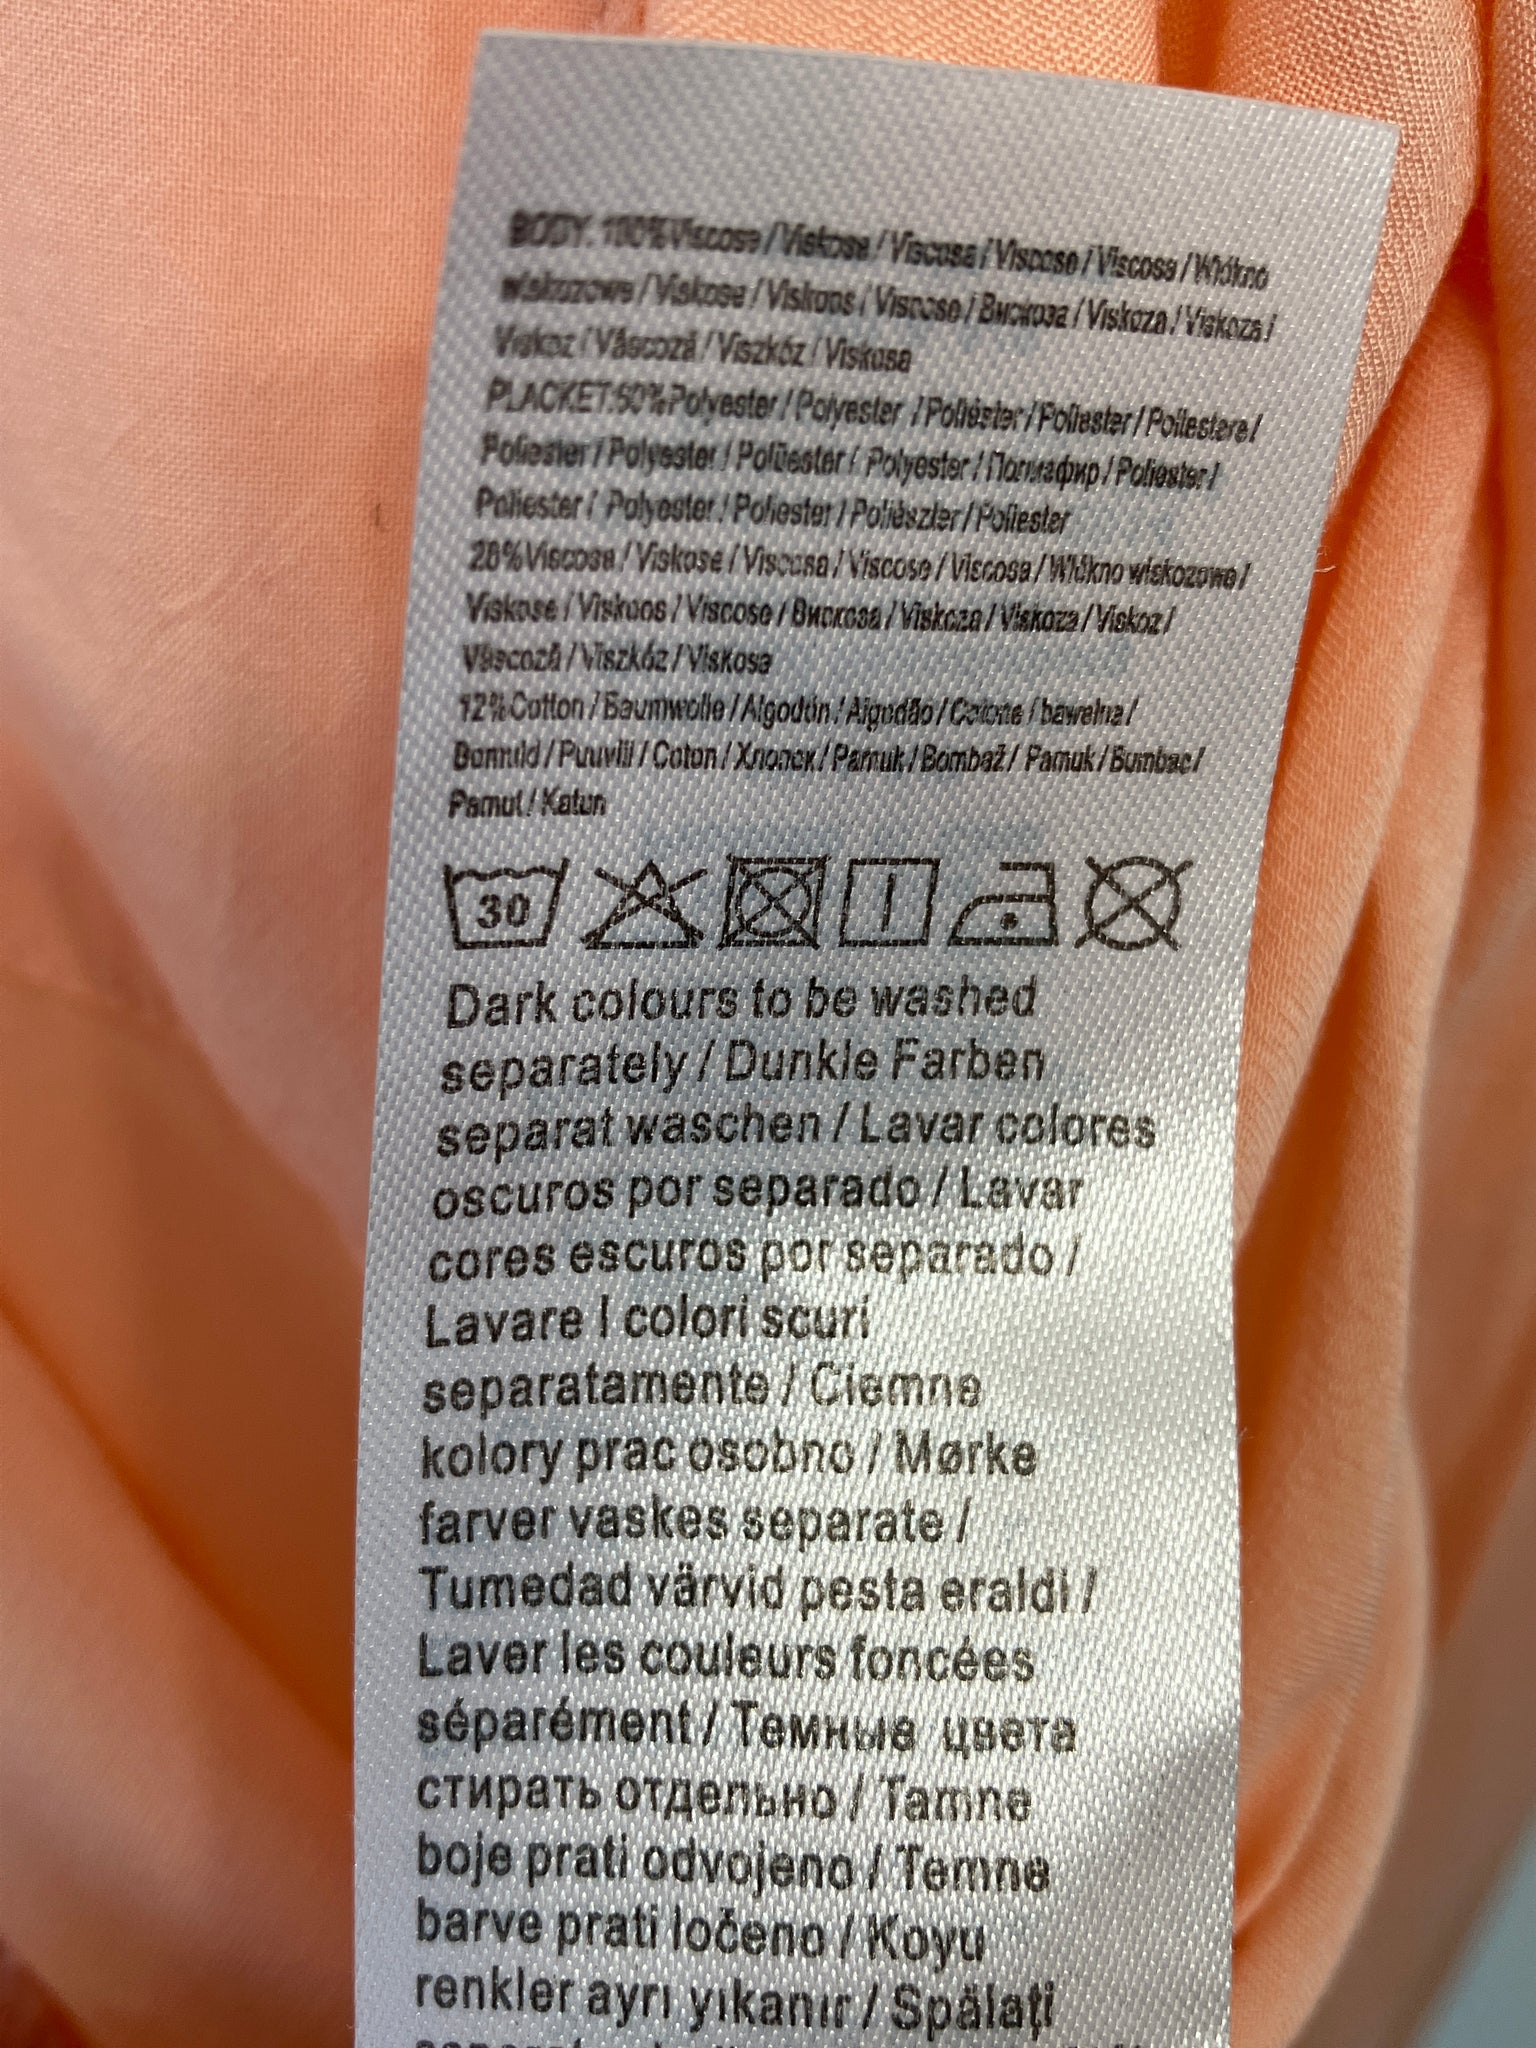 BODY: 100%Viscose / Viskose / Viscosa / Viscose / Viscosa / Włókno
wiskozowe / Viskose / Viskoos / Viscose / Вискоза / Viskoza / Viskoza /
Viskoz / Vâscoză / Viszkóz / Viskosa
PLACKET:60%Polyester / Polyester / Poliéster / Poliester / Poliestere /
Poliester / Polyester / Polüester / Polyester / Полиэфир / Poliester /
Poliester / Polyester / Poliester / Poliészter / Poliester
28%Viscose / Viskose / Viscosa / Viscose / Viscosa / Włókno wiskozowe /
Viskose / Viskoos / Viscose / Вискоза / Viskoza / Viskoza / Viskoz /
Vâscoză / Viszkóz / Viskosa
12%Cotton / Baumwolle / Algodón / Algodão / Cotone / bawełna /
Bomuld / Puuvill / Coton / Хлопок / Pamuk / Bombaž / Pamuk / Bumbac /
Pamut / Katun
30
Dark colours to be washed
separately / Dunkle Farben
separat waschen / Lavar colores
oscuros por separado / Lavar
cores escuros por separado /
Lavare I colori scuri
separatamente / Ciemne
kolory prac osobno / Mørke
farver vaskes separate /
Tumedad värvid pesta eraldi /
Laver les couleurs foncées
séparément / Темные цвета
стирать отдельно / Tamne
boje prati odvojeno / Temne
barve prati ločeno / Koyu
renkler ayrı yıkanır / Spălați